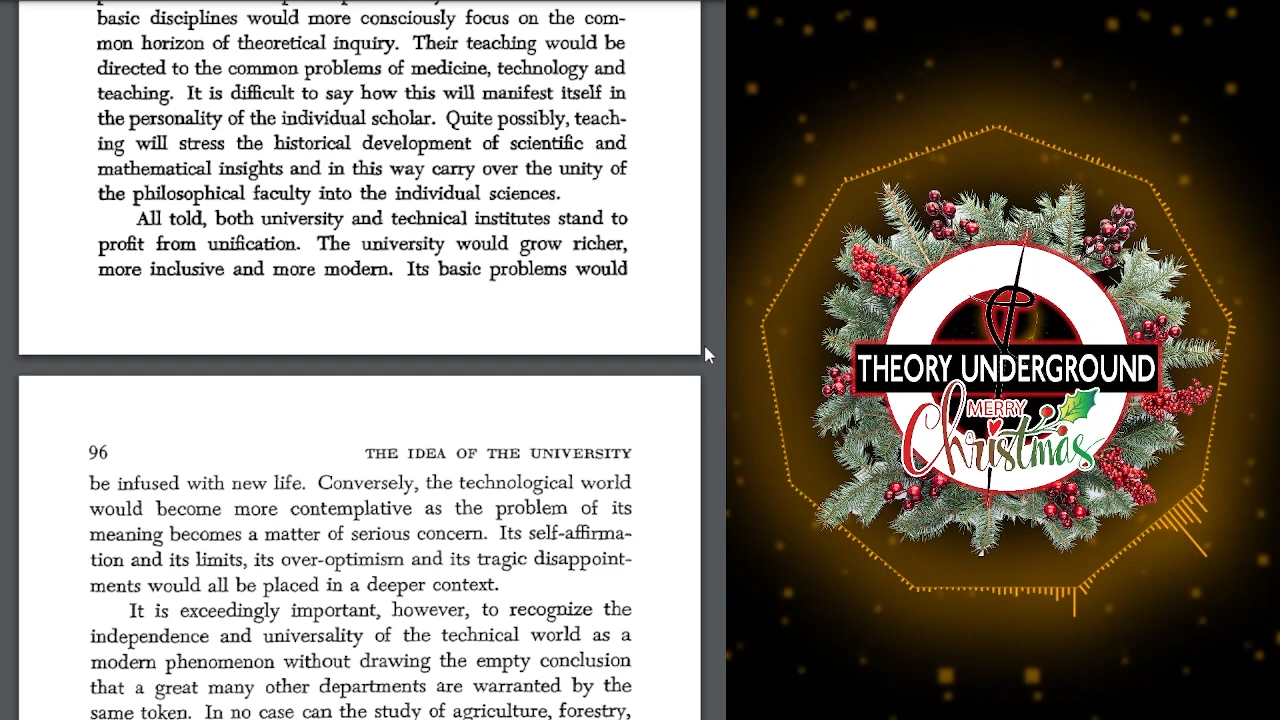 basic disciplines would more consciously focus on the com-
mon horizon of theoretical inquiry. Their teaching would be
directed to the common problems of medicine, technology and
teaching. It is difficult to say how this will manifest itself in
the personality of the individual scholar. Quite possibly, teach-
ing will stress the historical development of scientific and
mathematical insights and in this way carry over the unity of
the philosophical faculty into the individual sciences.
All told, both university and technical institutes stand to
profit from unification. The university would grow richer,
more inclusive and more modern. Its basic problems would
96 THE IDEA OF THE UNIVERSITY
be infused with new life. Conversely, the technological world
would become more contemplative as the problem of its
meaning becomes a matter of serious concern. Its self-affirma-
tion and its limits, its over-optimism and its tragic disappoint-
ments would all be placed in a deeper context.
It is exceedingly important, however, to recognize the
independence and universality of the technical world as a
modern phenomenon without drawing the empty conclusion
that a great many other departments are warranted by the
same token. In no case can the study of agriculture, forestry,
THEORY UNDERGROUND
MERRY
Christmas